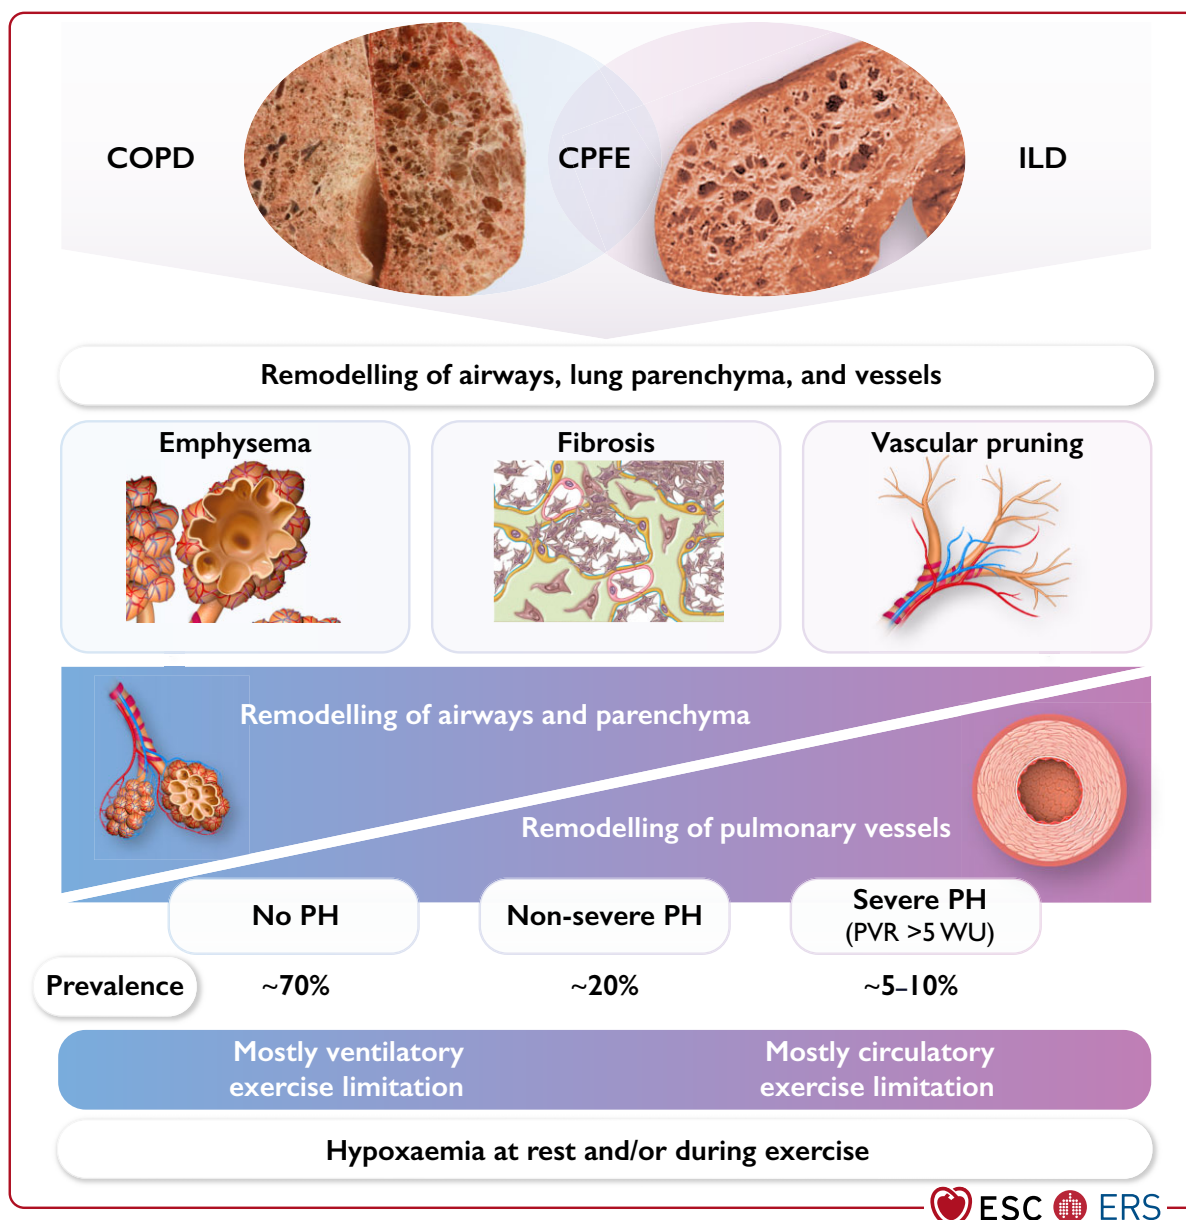 COPD
CPFE
ILD
Remodelling of airways, lung parenchyma, and vessels
Emphysema
Fibrosis
Vascular pruning
Remodelling of airways and parenchyma
Remodelling of pulmonary vessels
No PH
Non-severe PH
Severe PH
(PVR >5 WU)
Prevalence
~70%
~20%
~5–10%
Mostly ventilatory
exercise limitation
Mostly circulatory
exercise limitation
Hypoxaemia at rest and/or during exercise
ESC
ERS